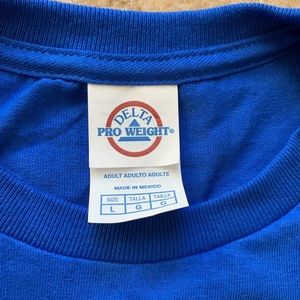 DELTA
PRO WEIGHT®
ADULT ADULTO ADULTE
MADE IN MEXICO
SIZE TALLA TAILLE
L G G